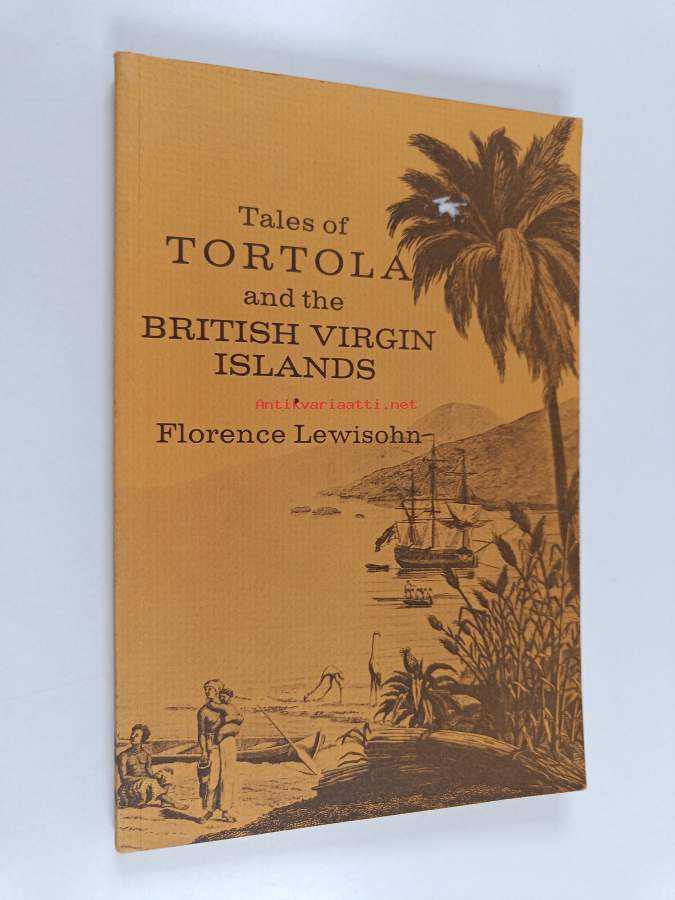 Tales of
TORTOLA
and the
BRITISH VIRGIN
ISLANDS
Antikvariaatti.net
Florence Lewisohn